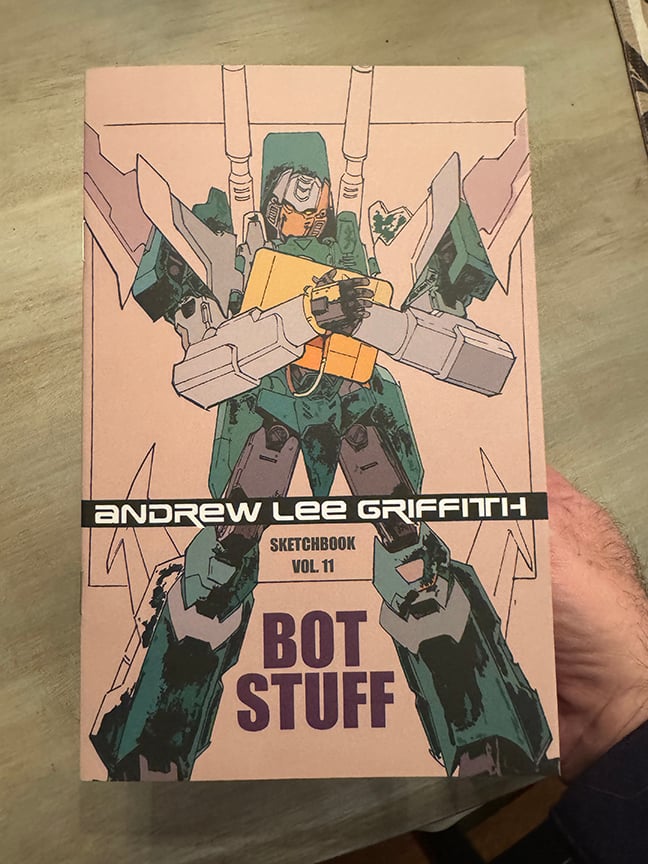 ANDREW LEE GRIFFITH
SKETCHBOOK
VOL. 11
BOT
STUFF